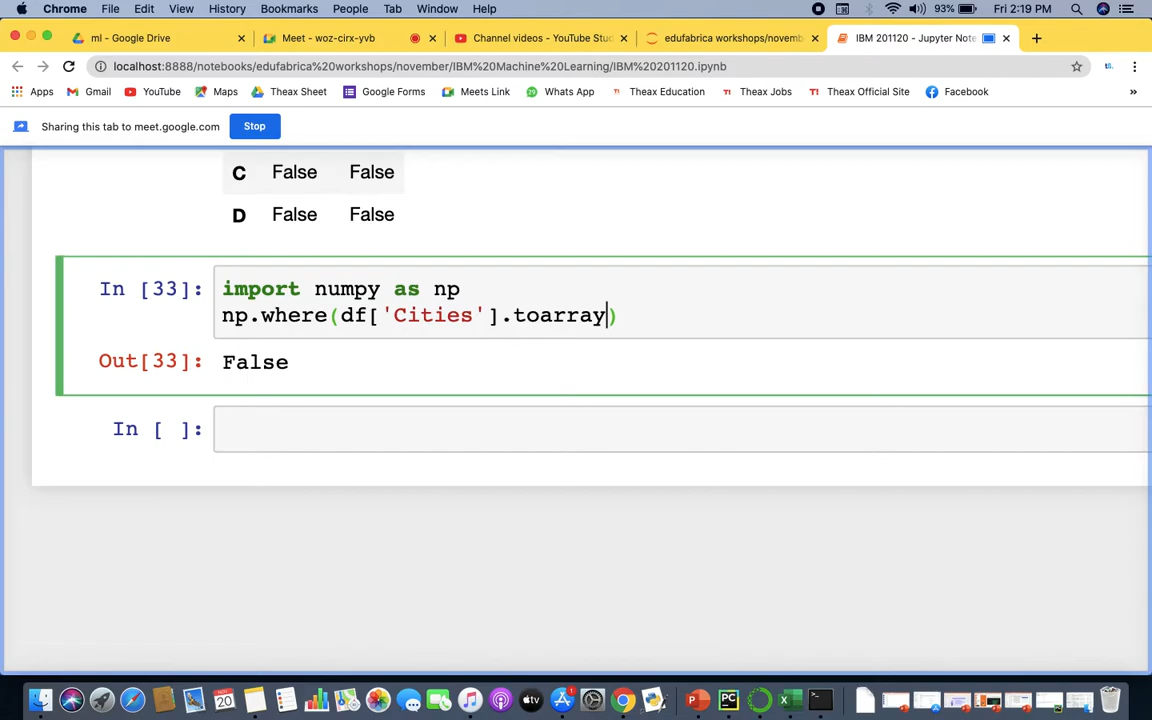 Chrome File Edit View History Bookmarks People Tab Window Help 93% Fri 2:19 PM
ml - Google Drive Meet - woz-cirx-yvb Channel videos - YouTube Stu edufabrica workshops/novemb IBM 201120 - Jupyter Note
localhost:8888/notebooks/edufabrica%20workshops/november/IBM%20Machine%20Learning/IBM%20201120.ipynb
Apps Gmail YouTube Maps Theax Sheet Google Forms Meets Link Whats App Theax Education Theax Jobs Theax Official Site Facebook »
Sharing this tab to meet.google.com Stop
C False False
D False False
In [33]: import numpy as np
np.where(df['Cities'].toarray)
Out[33]: False
In [ ]: